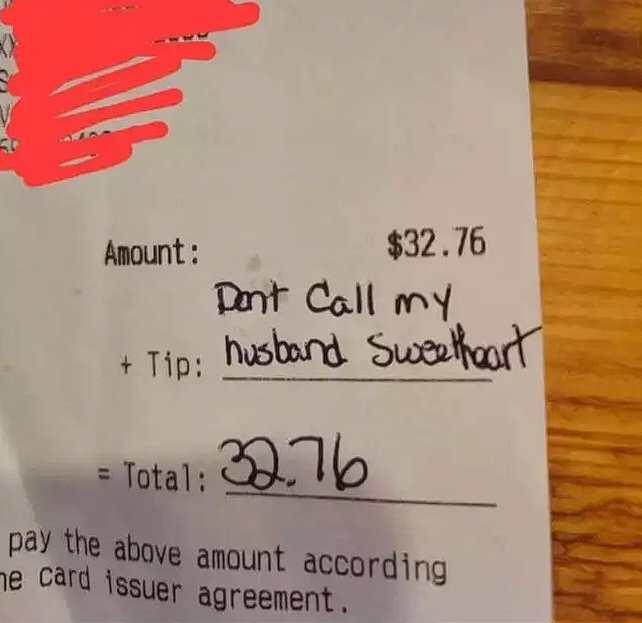 Amount: $32.76
Dont Call my
+ Tip: husband Sweetheart
= Total: 32.76
pay the above amount according
card issuer agreement.